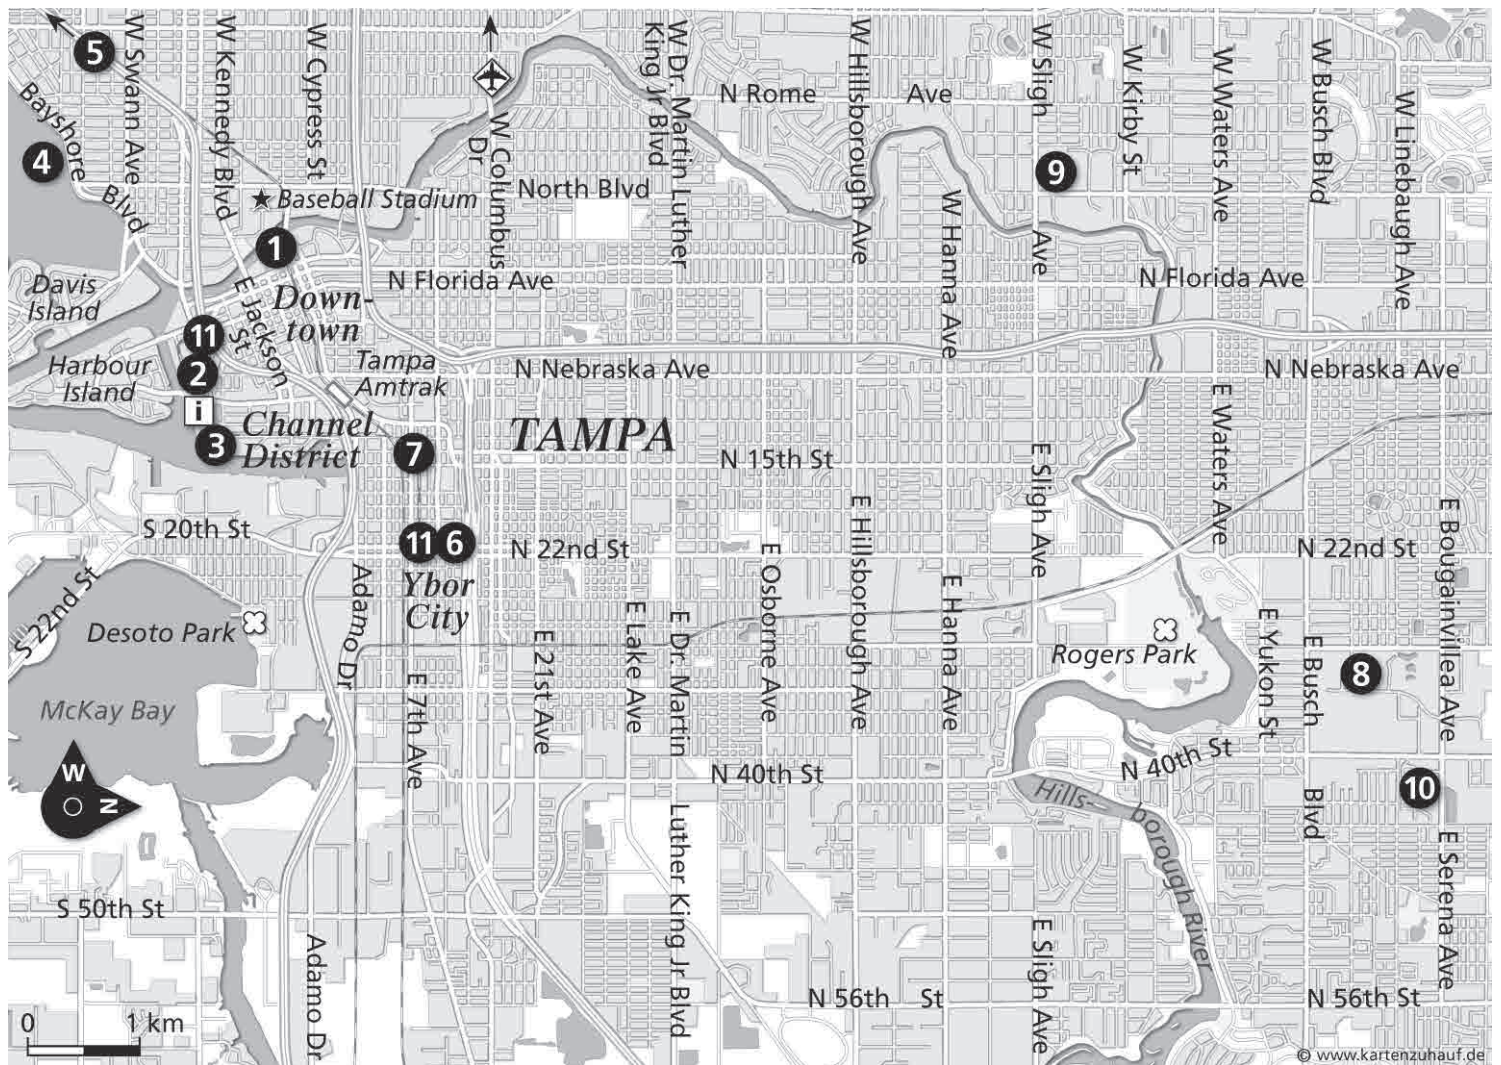 5
W Swann Ave
W Kennedy Blvd
W Cypress St
W Columbus
Dr
W Dr. Martin Luther
King Jr Blvd
N Rome Ave
W Hillsborough Ave
W Sligh Ave
W Kirby St
W Waters Ave
W Busch Blvd
W Linebaugh Ave
Bayshore
Blvd
4
9
Baseball Stadium
North Blvd
W Hanna Ave
1
Davis
Island
E Jackson
St
Down-
town
N Florida Ave
N Florida Ave
11
2
Harbour
Island
i
3
Tampa
Amtrak
N Nebraska Ave
N Nebraska Ave
Channel
District
7
TAMPA
N 15th St
E Sligh Ave
E Waters Ave
S 20th St
11
6
N 22nd St
N 22nd St
Ybor
City
S 22nd St
Desoto Park
Adamo Dr
E 7th Ave
E 21st Ave
E Lake Ave
E Dr. Martin
Luther King Jr Blvd
E Osborne Ave
E Hillsborough Ave
E Hanna Ave
Rogers Park
E Yukon St
E Busch
Blvd
8
E Bougainvillea Ave
McKay Bay
W
N
N 40th St
N 40th St
10
Hills-
borough River
E Serena Ave
S 50th St
Adamo Dr
E Sligh Ave
N 56th St
N 56th St
0
1 km
© www.kartenzuhauf.de